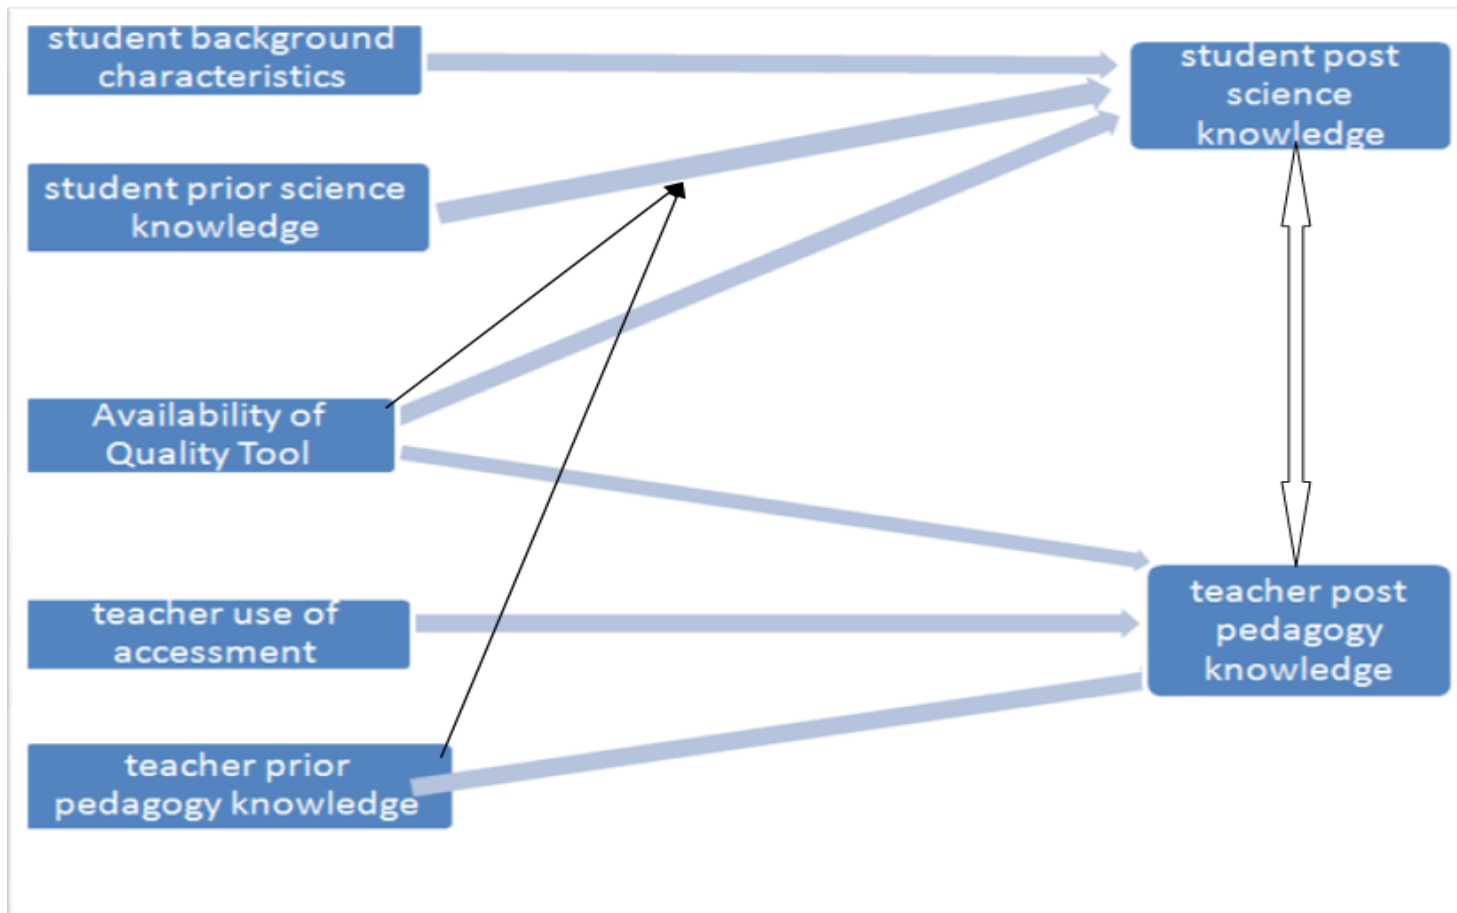 student background
characteristics
student post
science
knowledge
student prior science
knowledge
Availability of
Quality Tool
teacher use of
accessment
teacher post
pedagogy
knowledge
teacher prior
pedagogy knowledge